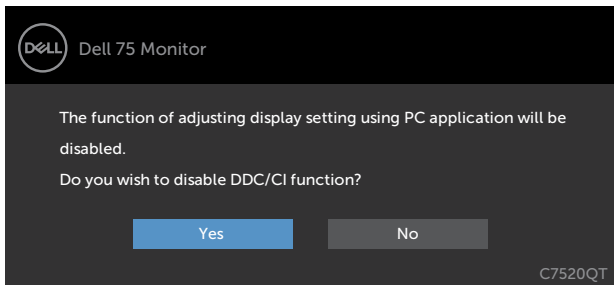 DELL
Dell 75 Monitor
The function of adjusting display setting using PC application will be
disabled.
Do you wish to disable DDC/CI function?
Yes No
C7520QT